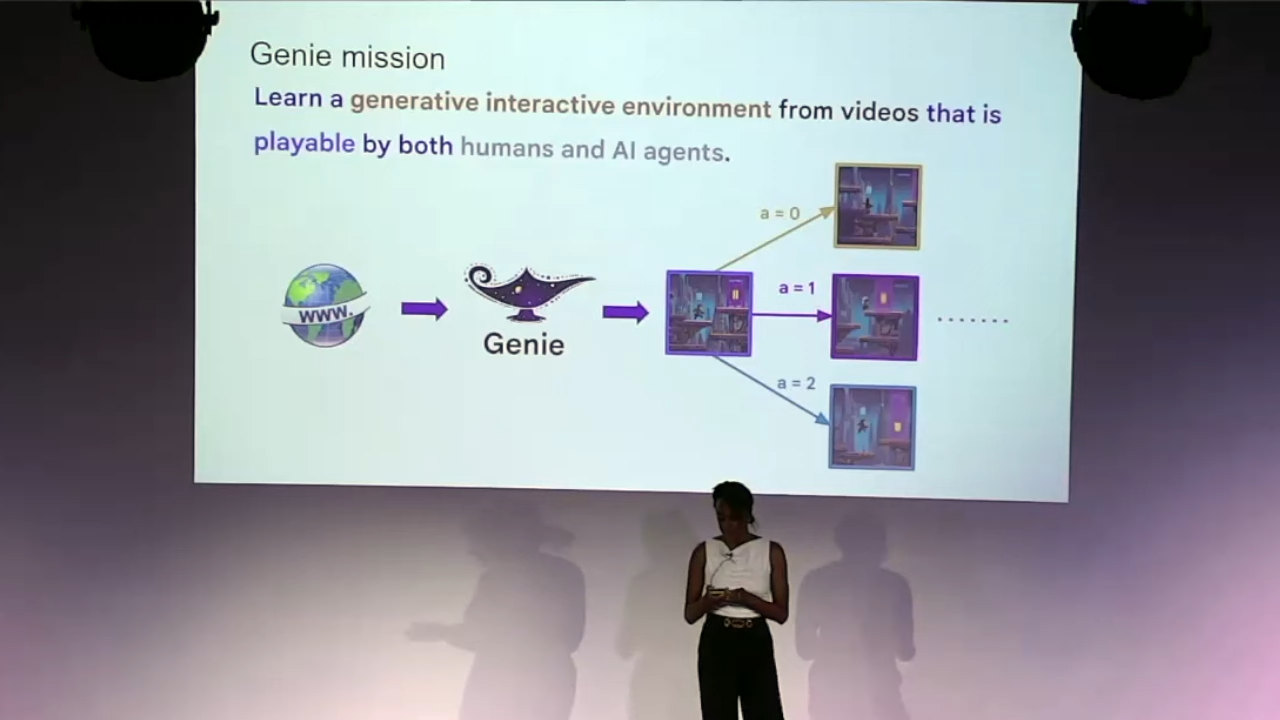 Genie mission
Learn a generative interactive environment from videos that is
playable by both humans and AI agents.
a = 0
a = 1
www.
Genie
a = 2
.......